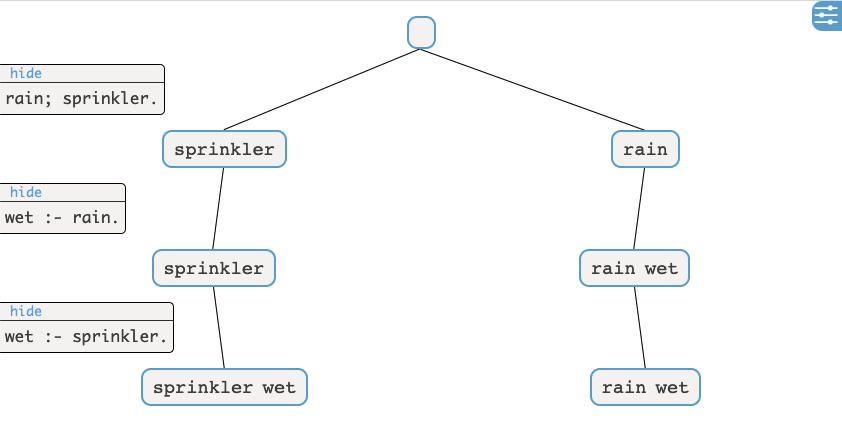 hide
rain; sprinkler.
sprinkler
rain
hide
wet :- rain.
sprinkler
rain wet
hide
wet :- sprinkler.
sprinkler wet
rain wet